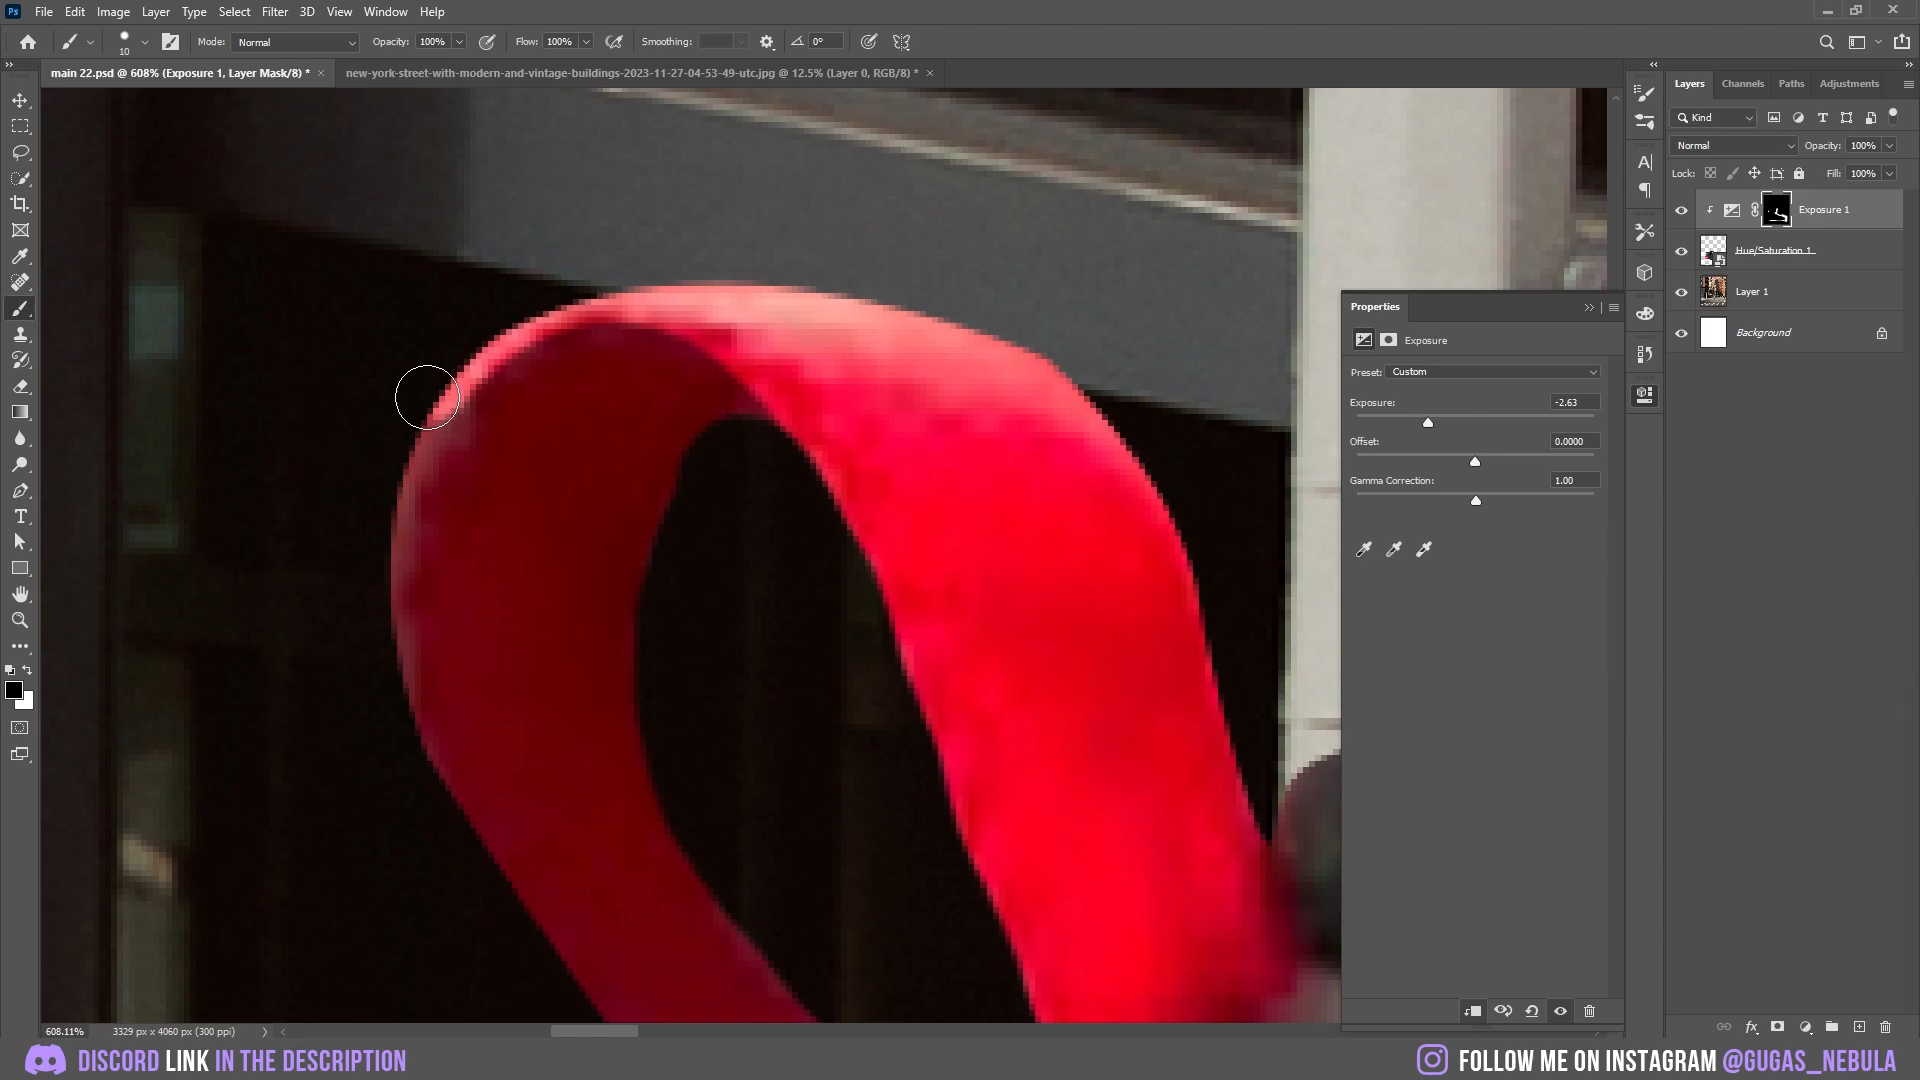 Ps File Edit Image Layer Type Select Filter 3D View Window Help
10 Mode: Normal Opacity: 100% Flow: 100% Smoothing: 0°
main 22.psd @ 608% (Exposure 1, Layer Mask/8) * ×
new-york-street-with-modern-and-vintage-buildings-2023-11-27-04-53-49-utc.jpg @ 12.5% (Layer 0, RGB/8) * ×
Layers Channels Paths Adjustments
Kind
Normal Opacity: 100%
Lock: Fill: 100%
Exposure 1
Hue/Saturation 1
Layer 1
Background
Properties
Exposure
Preset: Custom
Exposure: -2.63
Offset: 0.0000
Gamma Correction: 1.00
608.11% 3329 px x 4060 px (300 ppi)
DISCORD LINK IN THE DESCRIPTION
FOLLOW ME ON INSTAGRAM @GUGAS_NEBULA